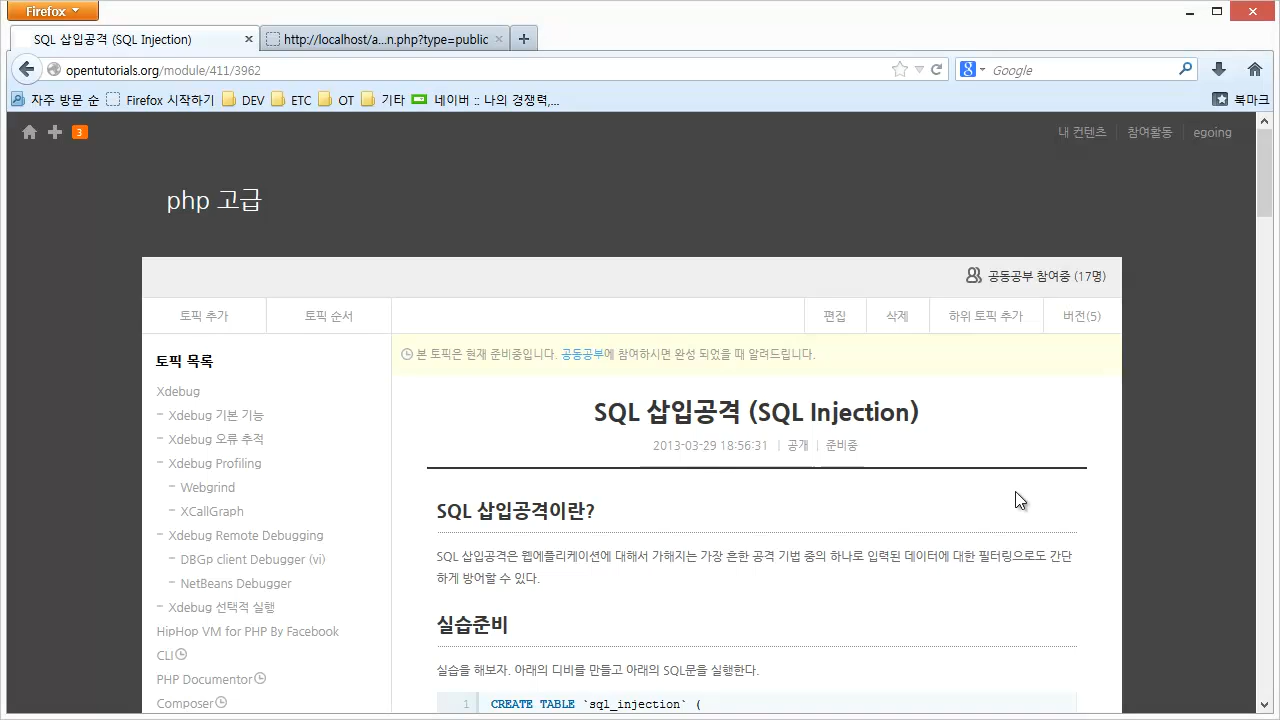 Firefox
SQL 삽입공격 (SQL Injection)
http://localhost/a...n.php?type=public
opentutorials.org/module/411/3962
Google
자주 방문 순
Firefox 시작하기
DEV
ETC
OT
기타
네이버 :: 나의 경쟁력,...
북마크
3
내 컨텐츠
참여활동
egoing
php 고급
공동공부 참여중 (17명)
토픽 추가
토픽 순서
편집
삭제
하위 토픽 추가
버전(5)
본 토픽은 현재 준비중입니다. 공동공부에 참여하시면 완성 되었을 때 알려드립니다.
토픽 목록
Xdebug
- Xdebug 기본 기능
- Xdebug 오류 추적
- Xdebug Profiling
- Webgrind
- XCallGraph
- Xdebug Remote Debugging
- DBGp client Debugger (vi)
- NetBeans Debugger
- Xdebug 선택적 실행
HipHop VM for PHP By Facebook
CLI
PHP Documentor
Composer
SQL 삽입공격 (SQL Injection)
2013-03-29 18:56:31 | 공개 | 준비중
SQL 삽입공격이란?
SQL 삽입공격은 웹에플리케이션에 대해서 가해지는 가장 흔한 공격 기법 중의 하나로 입력된 데이터에 대한 필터링으로도 간단
하게 방어할 수 있다.
실습준비
실습을 해보자. 아래의 디비를 만들고 아래의 SQL문을 실행한다.
1 CREATE TABLE `sql_injection` (